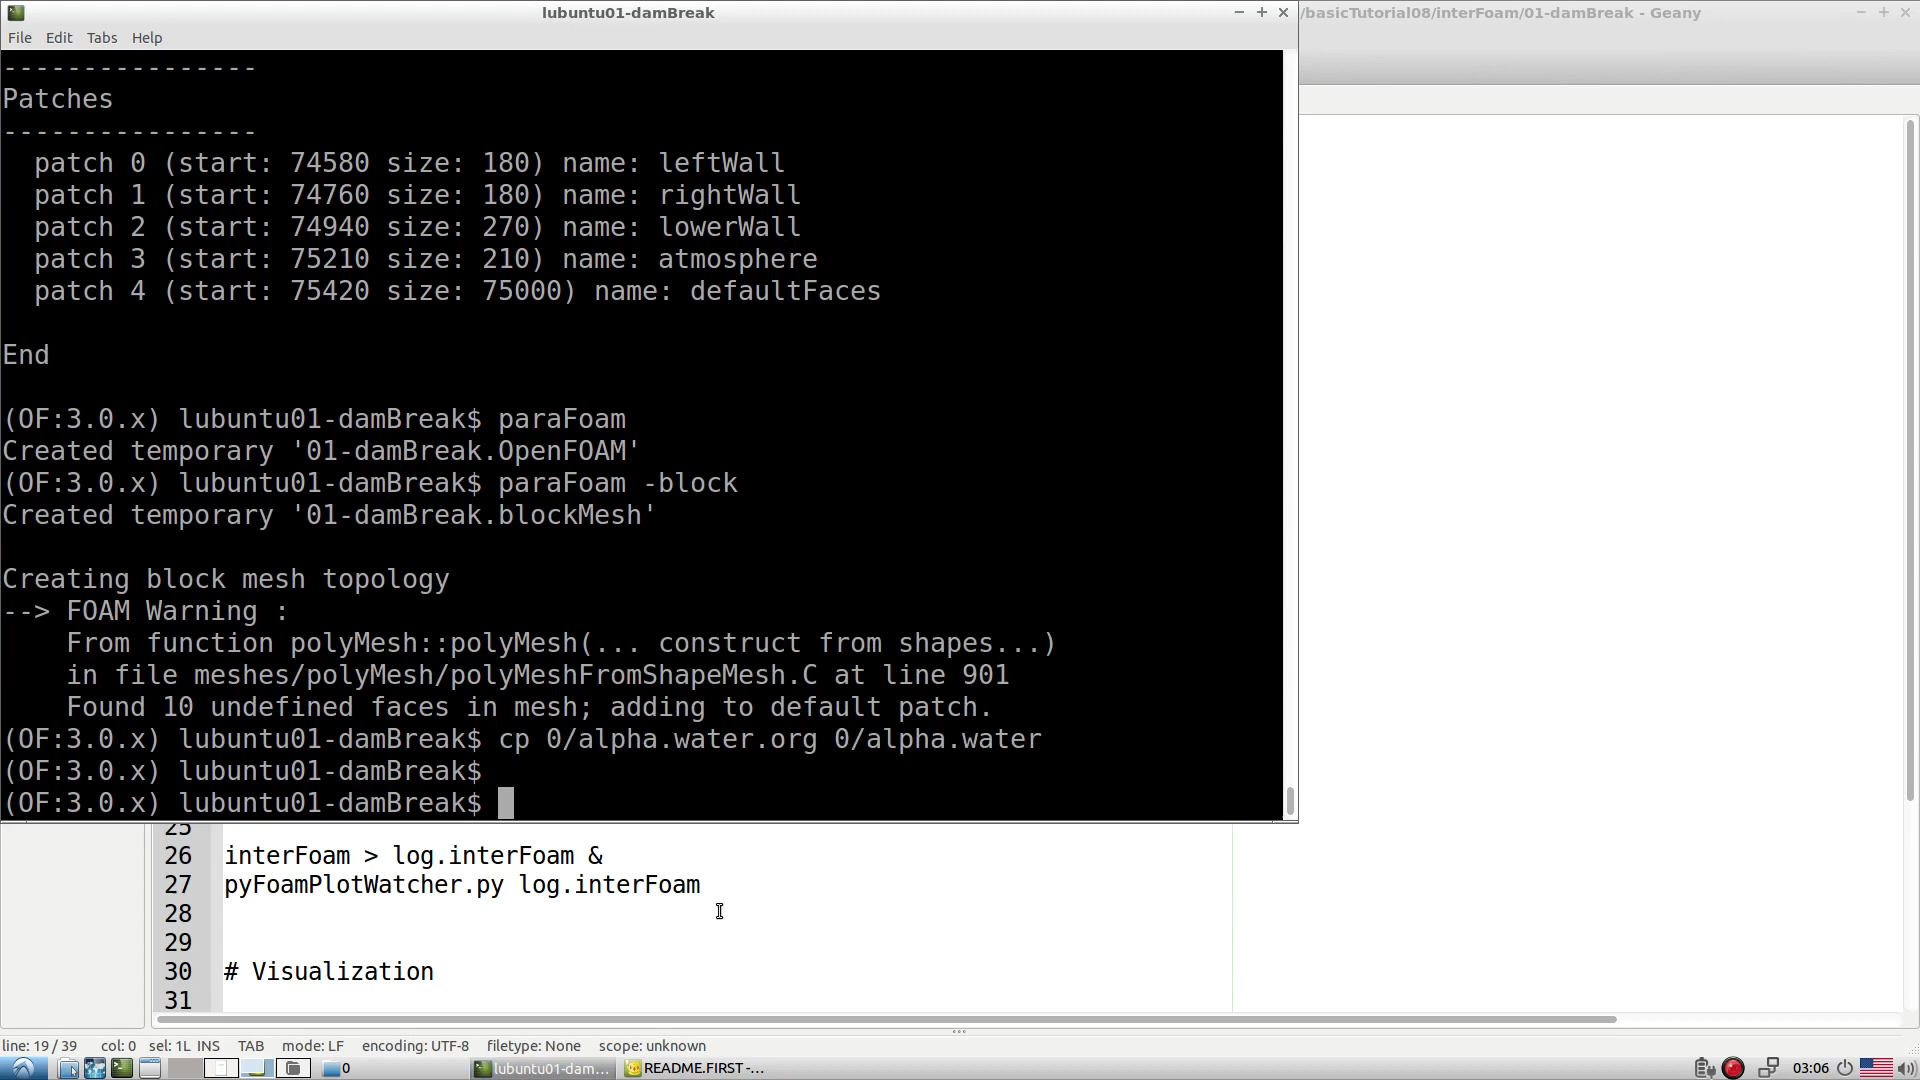 lubuntu01-damBreak
/basicTutorial08/interFoam/01-damBreak - Geany
File Edit Tabs Help
----------------
Patches
----------------
  patch 0 (start: 74580 size: 180) name: leftWall
  patch 1 (start: 74760 size: 180) name: rightWall
  patch 2 (start: 74940 size: 270) name: lowerWall
  patch 3 (start: 75210 size: 210) name: atmosphere
  patch 4 (start: 75420 size: 75000) name: defaultFaces
End
(OF:3.0.x) lubuntu01-damBreak$ paraFoam
Created temporary '01-damBreak.OpenFOAM'
(OF:3.0.x) lubuntu01-damBreak$ paraFoam -block
Created temporary '01-damBreak.blockMesh'
Creating block mesh topology
--> FOAM Warning :
    From function polyMesh::polyMesh(... construct from shapes...)
    in file meshes/polyMesh/polyMeshFromShapeMesh.C at line 901
    Found 10 undefined faces in mesh; adding to default patch.
(OF:3.0.x) lubuntu01-damBreak$ cp 0/alpha.water.org 0/alpha.water
(OF:3.0.x) lubuntu01-damBreak$
(OF:3.0.x) lubuntu01-damBreak$
25
26 interFoam > log.interFoam &
27 pyFoamPlotWatcher.py log.interFoam
28
29
30 # Visualization
31
line: 19 / 39 col: 0 sel: 1L INS TAB mode: LF encoding: UTF-8 filetype: None scope: unknown
0 lubuntu01-dam... README.FIRST -... 03:06